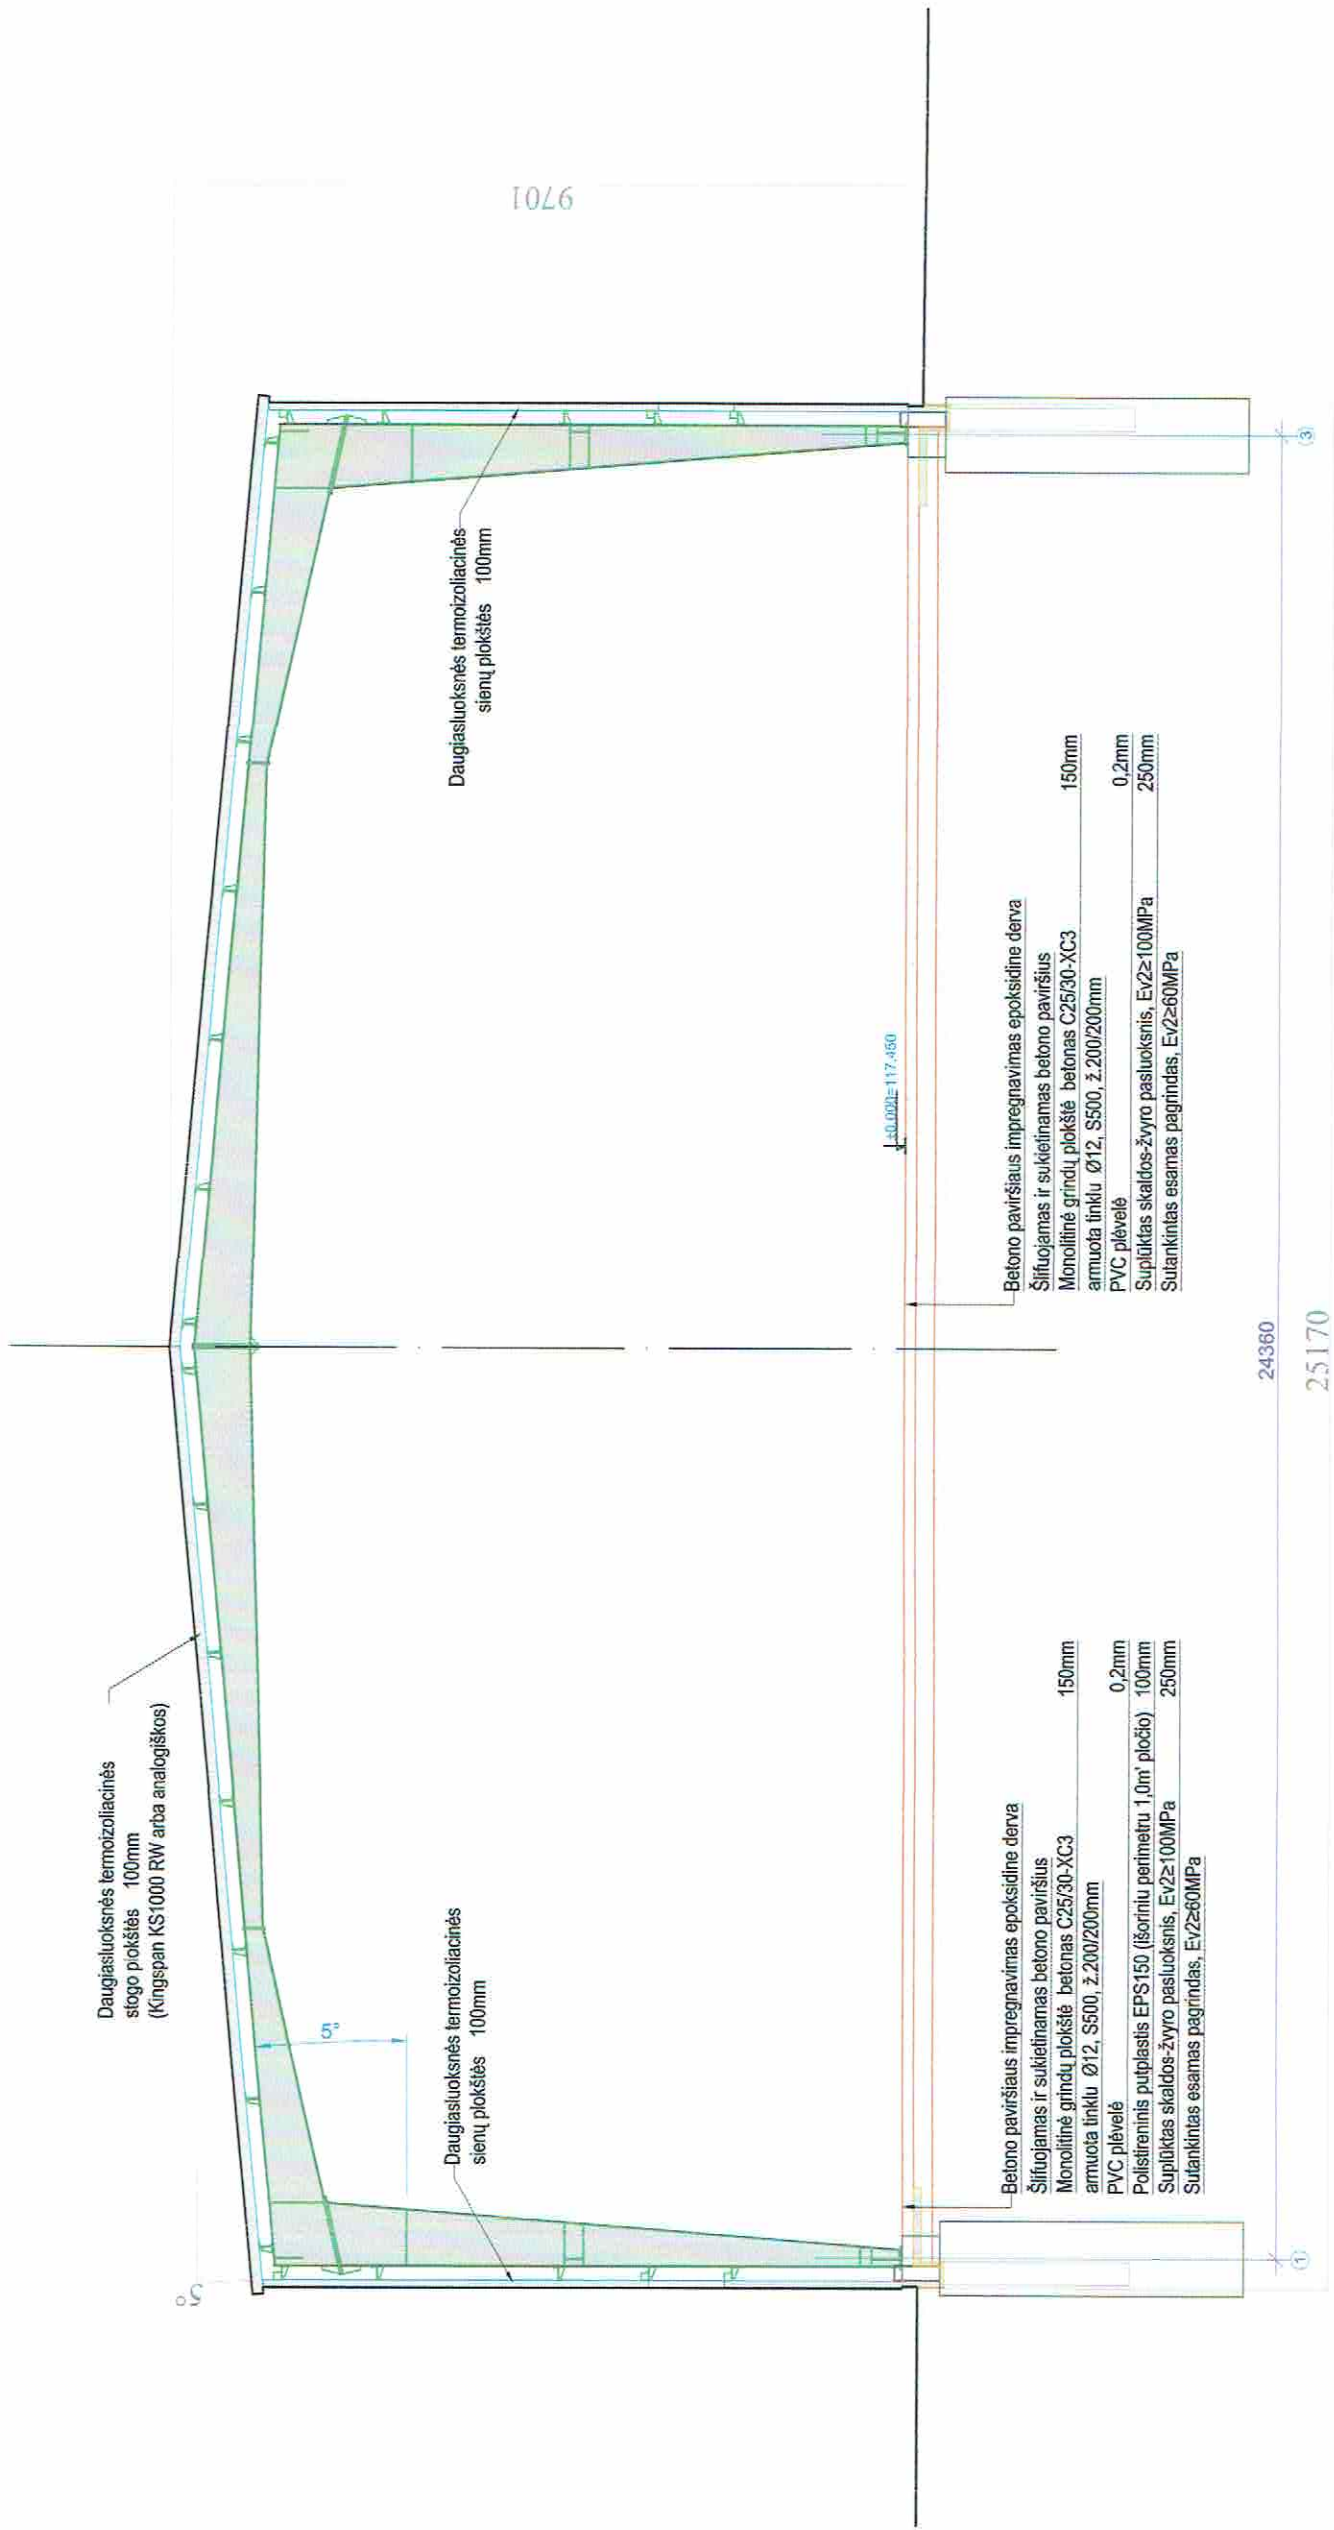 Daugiasluoksnės termoizoliacinės
stogo plokštės 100mm
(Kingspan KS1000 RW arba analogiškos)
5°
5°
9701
Daugiasluoksnės termoizoliacinės
sienų plokštės 100mm
Daugiasluoksnės termoizoliacinės
sienų plokštės 100mm
±0.000=117.450
Betono paviršiaus impregnavimas epoksidine derva
Šlifuojamas ir sukietinamas betono paviršius
Monolitinė grindų plokštė betonas C25/30-XC3 150mm
armuota tinklu Ø12, S500, ž.200/200mm
PVC plėvelė 0,2mm
Polistireninis putplastis EPS150 (išoriniu perimetru 1,0m' pločio) 100mm
Suplūktas skaldos-žvyro pasluoksnis, Ev2≥100MPa 250mm
Sutankintas esamas pagrindas, Ev2≥60MPa
Betono paviršiaus impregnavimas epoksidine derva
Šlifuojamas ir sukietinamas betono paviršius
Monolitinė grindų plokštė betonas C25/30-XC3 150mm
armuota tinklu Ø12, S500, ž.200/200mm
PVC plėvelė 0,2mm
Suplūktas skaldos-žvyro pasluoksnis, Ev2≥100MPa 250mm
Sutankintas esamas pagrindas, Ev2≥60MPa
24360
1
3
25170